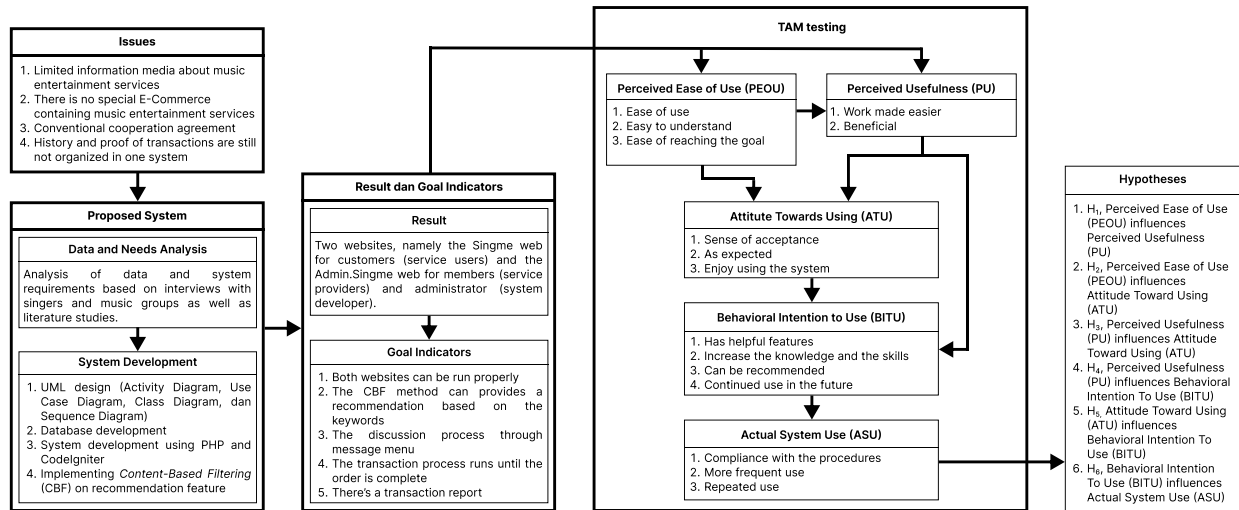 Issues
1. Limited information media about music
entertainment services
2. There is no special E-Commerce
containing music entertainment services
3. Conventional cooperation agreement
4. History and proof of transactions are still
not organized in one system
Proposed System
Data and Needs Analysis
Analysis of data and system
requirements based on interviews with
singers and music groups as well as
literature studies.
System Development
1. UML design (Activity Diagram, Use
Case Diagram, Class Diagram, dan
Sequence Diagram)
2. Database development
3. System development using PHP and
CodeIgniter
4. Implementing Content-Based Filtering
(CBF) on recommendation feature
Result dan Goal Indicators
Result
Two websites, namely the Singme web
for customers (service users) and the
Admin.Singme web for members (service
providers) and administrator (system
developer).
Goal Indicators
1. Both websites can be run properly
2. The CBF method can provides a
recommendation based on the
keywords
3. The discussion process through
message menu
4. The transaction process runs until the
order is complete
5. There's a transaction report
TAM testing
Perceived Ease of Use (PEOU)
1. Ease of use
2. Easy to understand
3. Ease of reaching the goal
Perceived Usefulness (PU)
1. Work made easier
2. Beneficial
Attitute Towards Using (ATU)
1. Sense of acceptance
2. As expected
3. Enjoy using the system
Behavioral Intention to Use (BITU)
1. Has helpful features
2. Increase the knowledge and the skills
3. Can be recommended
4. Continued use in the future
Actual System Use (ASU)
1. Compliance with the procedures
2. More frequent use
3. Repeated use
Hypotheses
1. H₁, Perceived Ease of Use
(PEOU) influences
Perceived Usefulness
(PU)
2. H₂, Perceived Ease of Use
(PEOU) influences
Attitude Toward Using
(ATU)
3. H₃, Perceived Usefulness
(PU) influences Attitude
Toward Using (ATU)
4. H₄, Perceived Usefulness
(PU) influences Behavioral
Intention To Use (BITU)
5. H₅, Attitude Toward Using
(ATU) influences
Behavioral Intention To
Use (BITU)
6. H₆, Behavioral Intention
To Use (BITU) influences
Actual System Use (ASU)